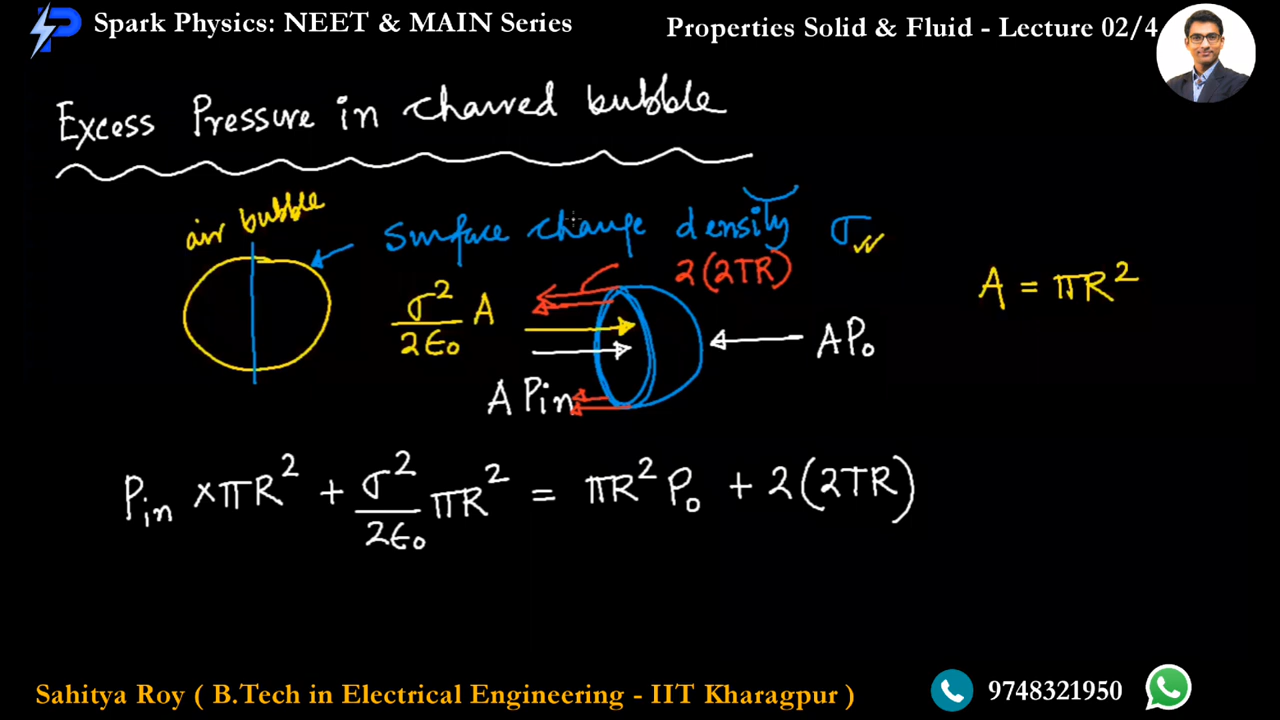 Spark Physics: NEET & MAIN Series
Properties Solid & Fluid - Lecture 02/4
Excess Pressure in charred bubble
air bubble
surface change density σ
2(2TR)
A = πR²
σ²/2ϵ₀ A
AP₀
A Pin
Pin × πR² + σ²/2ϵ₀ πR² = πR² P₀ + 2(2TR)
Sahitya Roy ( B.Tech in Electrical Engineering - IIT Kharagpur )
9748321950